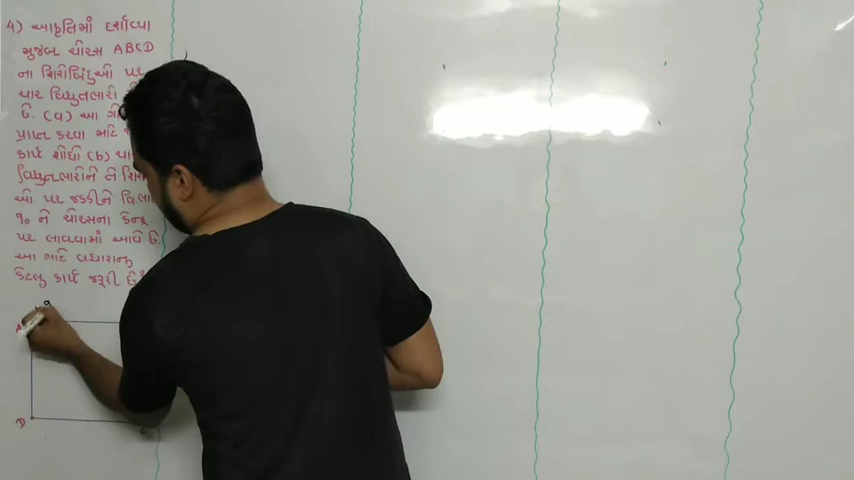 4) આકૃતિમાં દર્શાવ્યા
મુજબ ચોરસ ABCD
ના શિરોબિંદુઓ પર
ચાર વિદ્યુતભારો
છે. (a) આ
પ્રાપ્ત કરવા માટે
કાર્ય શોધો (b)
વિદ્યુતભારોને તે
ઓ પર જકડીને વિ.ભા
q0 ને ચોરસના કેન્દ્ર
પર લાવવામાં આવે છે.
આ માટે વધારાનુ
કેટલુ કાર્ય જરૂરી છે
A q
D